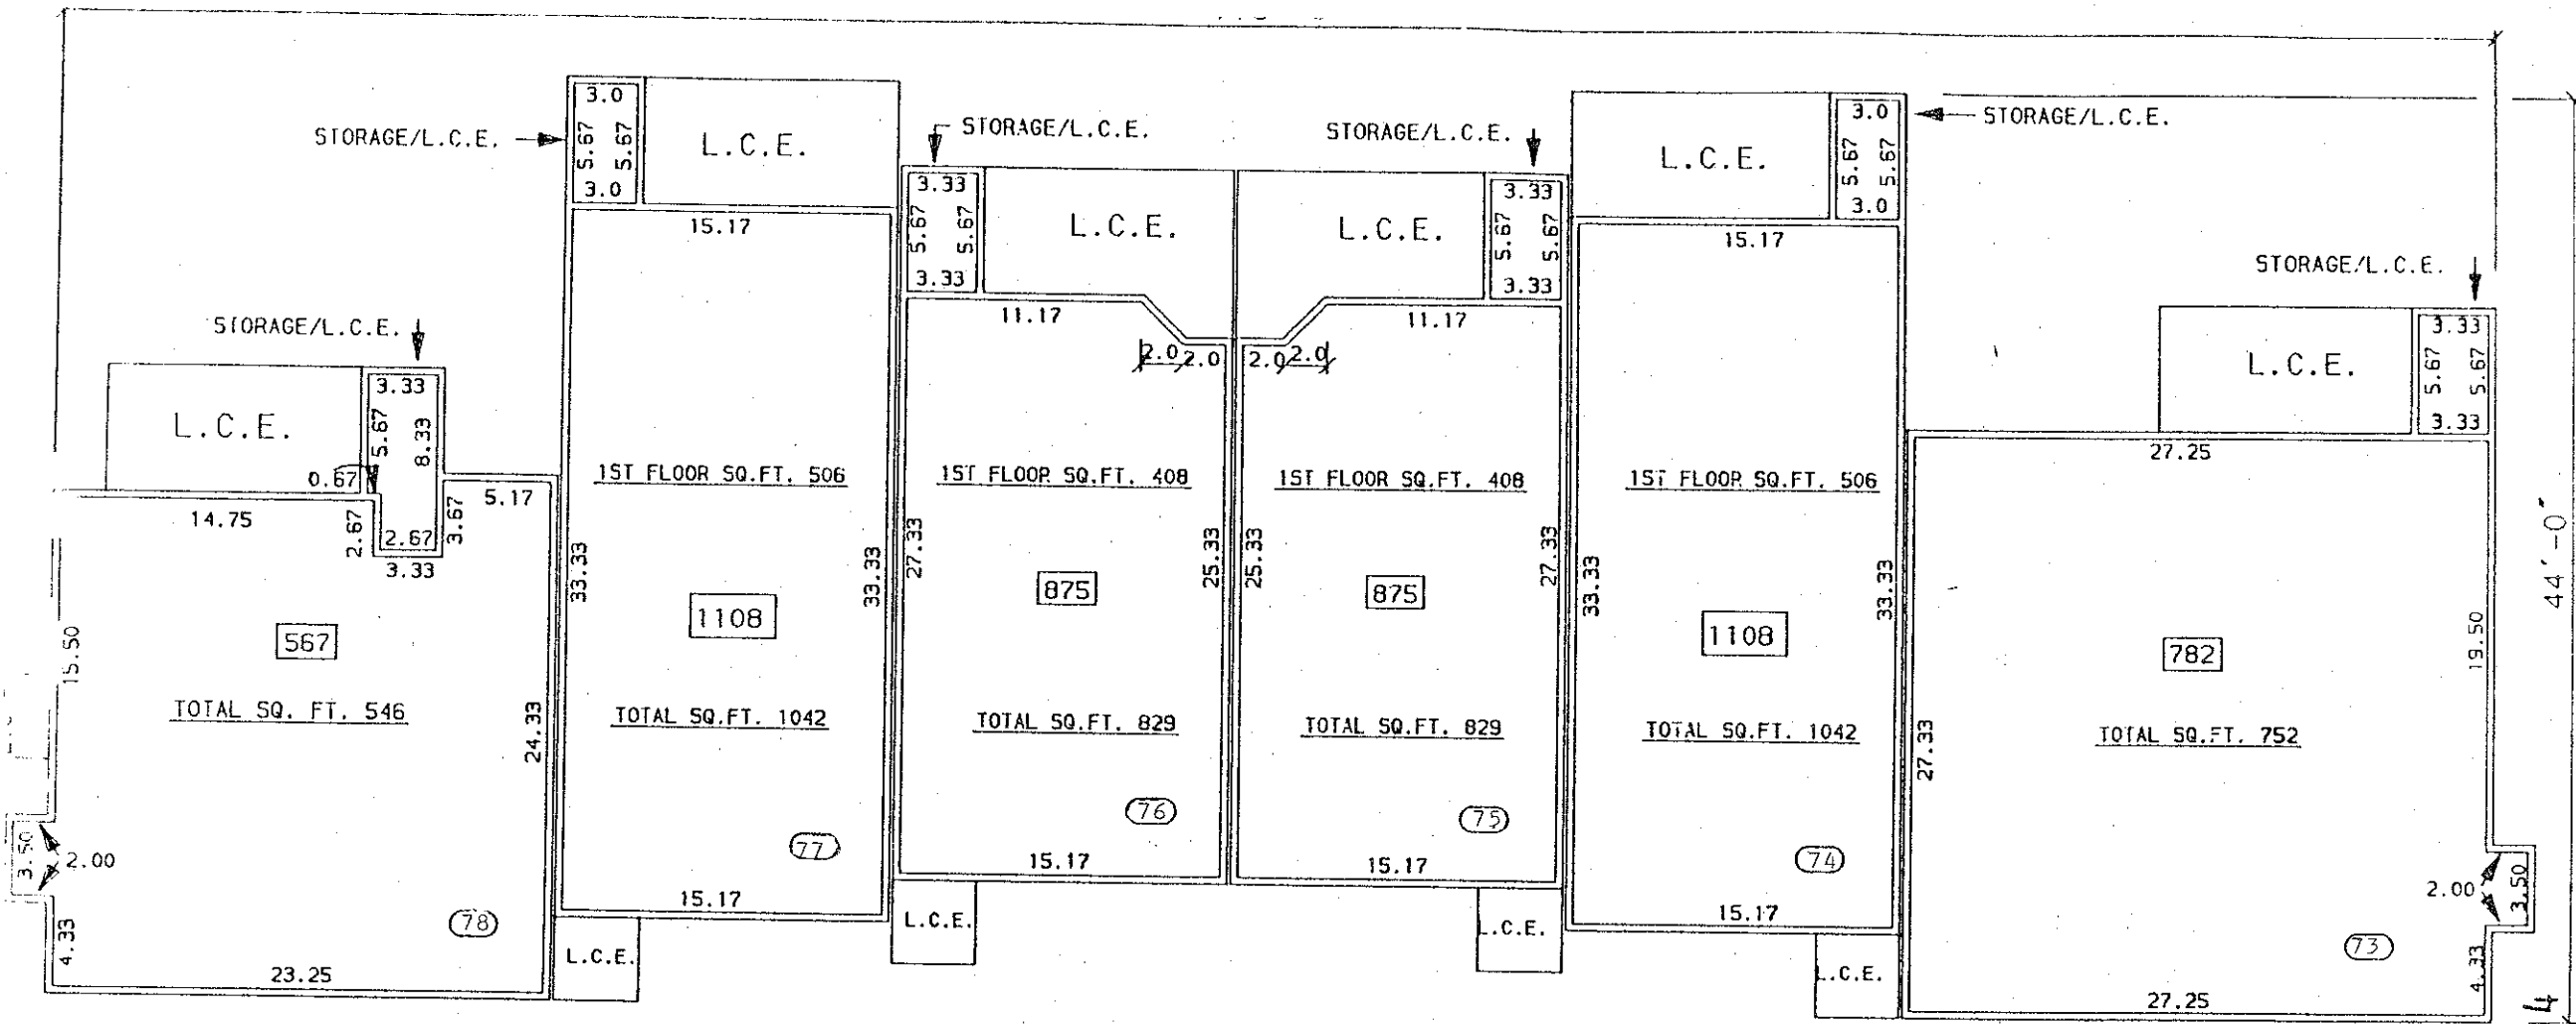 STORAGE/L.C.E.
3.0
5.67
5.67
3.0
L.C.E.
STORAGE/L.C.E.
3.33
5.67
5.67
3.33
L.C.E.
STORAGE/L.C.E.
L.C.E.
3.33
5.67
5.67
3.33
L.C.E.
3.0
5.67
5.67
3.0
STORAGE/L.C.E.
STORAGE/L.C.E.
L.C.E.
3.33
5.67
8.33
0.67
14.75
2.67
2.67
3.33
3.67
5.17
15.50
567
TOTAL SQ. FT. 546
24.33
3.50
2.00
4.33
78
23.25
15.17
1ST FLOOR SQ.FT. 506
33.33
33.33
1108
TOTAL SQ.FT. 1042
77
15.17
L.C.E.
11.17
2.0
2.0
1ST FLOOR SQ.FT. 408
27.33
25.33
875
TOTAL SQ.FT. 829
76
15.17
L.C.E.
11.17
2.0
2.0
1ST FLOOR SQ.FT. 408
25.33
27.33
875
TOTAL SQ.FT. 829
75
15.17
L.C.E.
15.17
1ST FLOOR SQ.FT. 506
33.33
33.33
1108
TOTAL SQ.FT. 1042
74
15.17
L.C.E.
STORAGE/L.C.E.
L.C.E.
3.33
5.67
5.67
3.33
27.25
19.50
782
TOTAL SQ.FT. 752
27.33
2.00
3.50
73
4.33
27.25
44'-0"
4